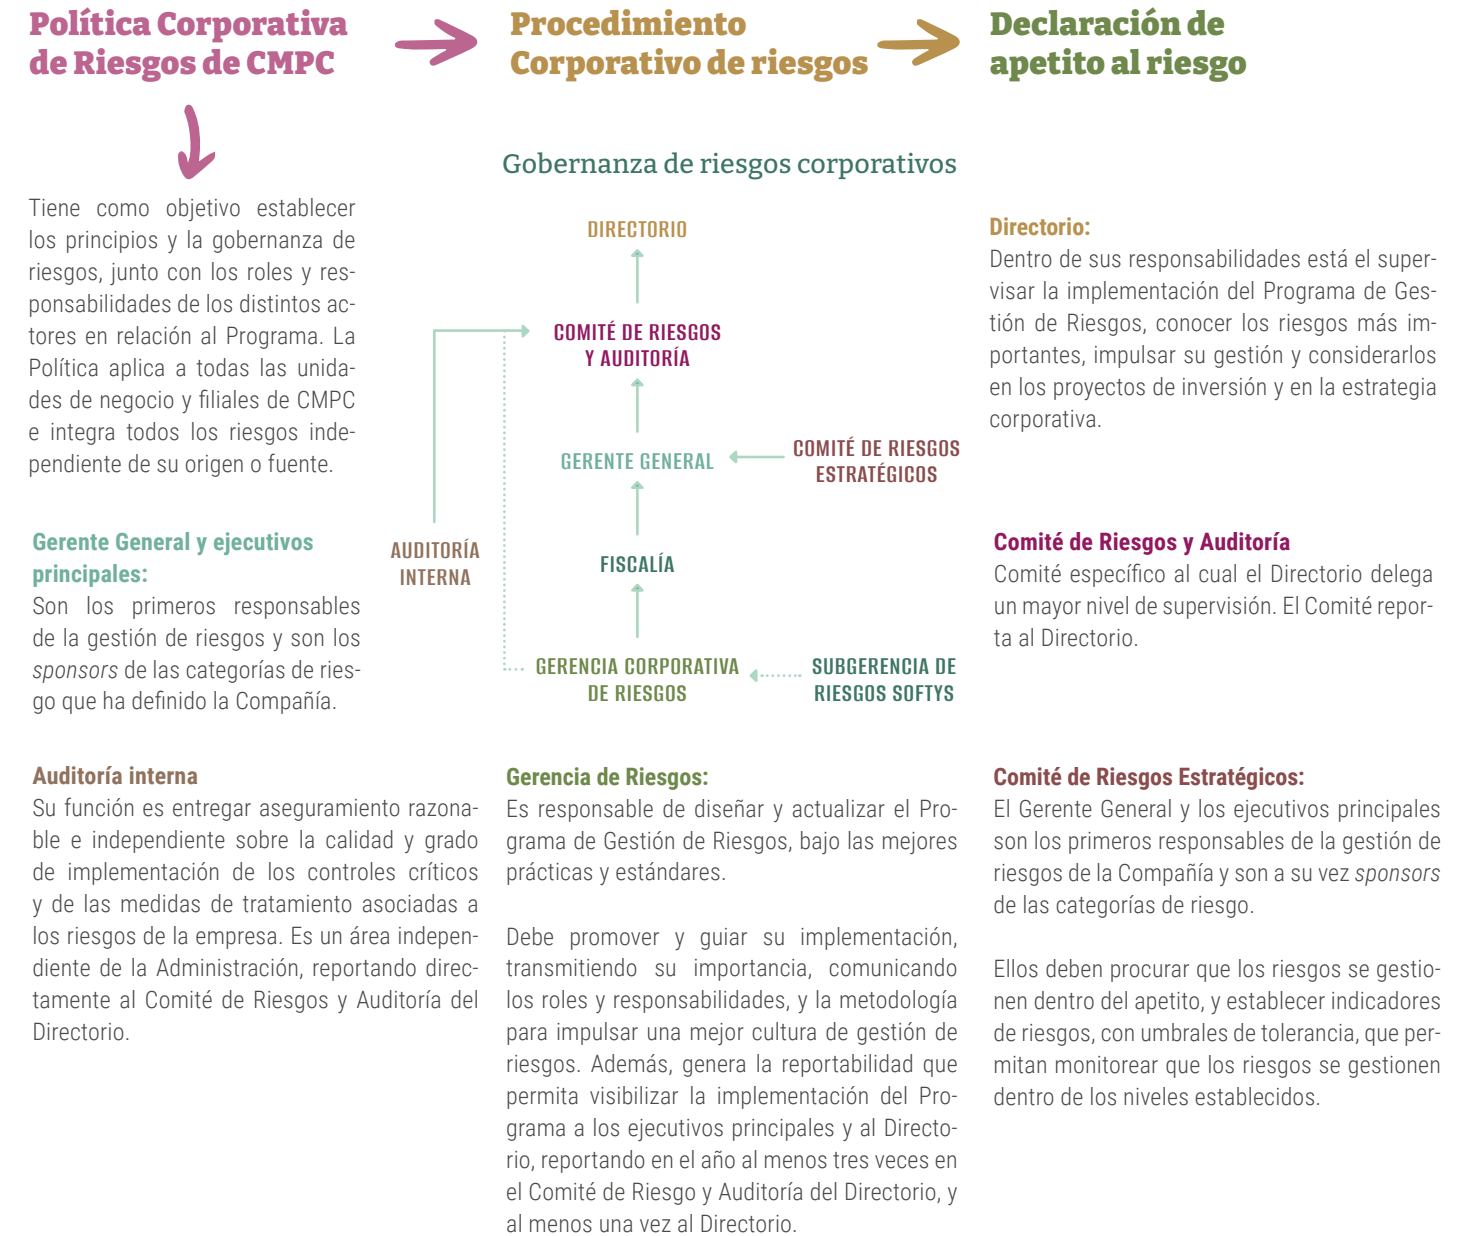 Política Corporativa
de Riesgos de CMPC
Procedimiento
Corporativo de riesgos
Declaración de
apetito al riesgo
Tiene como objetivo establecer
los principios y la gobernanza de
riesgos, junto con los roles y res-
ponsabilidades de los distintos ac-
tores en relación al Programa. La
Política aplica a todas las unida-
des de negocio y filiales de CMPC
e integra todos los riesgos inde-
pendiente de su origen o fuente.
Gobernanza de riesgos corporativos
DIRECTORIO
COMITÉ DE RIESGOS
Y AUDITORÍA
GERENTE GENERAL
COMITÉ DE RIESGOS
ESTRATÉGICOS
AUDITORÍA
INTERNA
FISCALÍA
GERENCIA CORPORATIVA
DE RIESGOS
SUBGERENCIA DE
RIESGOS SOFTYS
Directorio:
Dentro de sus responsabilidades está el super-
visar la implementación del Programa de Ges-
tión de Riesgos, conocer los riesgos más im-
portantes, impulsar su gestión y considerarlos
en los proyectos de inversión y en la estrategia
corporativa.
Gerente General y ejecutivos
principales:
Son los primeros responsables
de la gestión de riesgos y son los
sponsors de las categorías de ries-
go que ha definido la Compañía.
Comité de Riesgos y Auditoría
Comité específico al cual el Directorio delega
un mayor nivel de supervisión. El Comité repor-
ta al Directorio.
Auditoría interna
Su función es entregar aseguramiento razona-
ble e independiente sobre la calidad y grado
de implementación de los controles críticos
y de las medidas de tratamiento asociadas a
los riesgos de la empresa. Es un área indepen-
diente de la Administración, reportando direc-
tamente al Comité de Riesgos y Auditoría del
Directorio.
Gerencia de Riesgos:
Es responsable de diseñar y actualizar el Pro-
grama de Gestión de Riesgos, bajo las mejores
prácticas y estándares.
Debe promover y guiar su implementación,
transmitiendo su importancia, comunicando
los roles y responsabilidades, y la metodología
para impulsar una mejor cultura de gestión de
riesgos. Además, genera la reportabilidad que
permita visibilizar la implementación del Pro-
grama a los ejecutivos principales y al Directo-
rio, reportando en el año al menos tres veces en
el Comité de Riesgo y Auditoría del Directorio, y
al menos una vez al Directorio.
Comité de Riesgos Estratégicos:
El Gerente General y los ejecutivos principales
son los primeros responsables de la gestión de
riesgos de la Compañía y son a su vez sponsors
de las categorías de riesgo.
Ellos deben procurar que los riesgos se gestio-
nen dentro del apetito, y establecer indicadores
de riesgos, con umbrales de tolerancia, que per-
mitan monitorear que los riesgos se gestionen
dentro de los niveles establecidos.